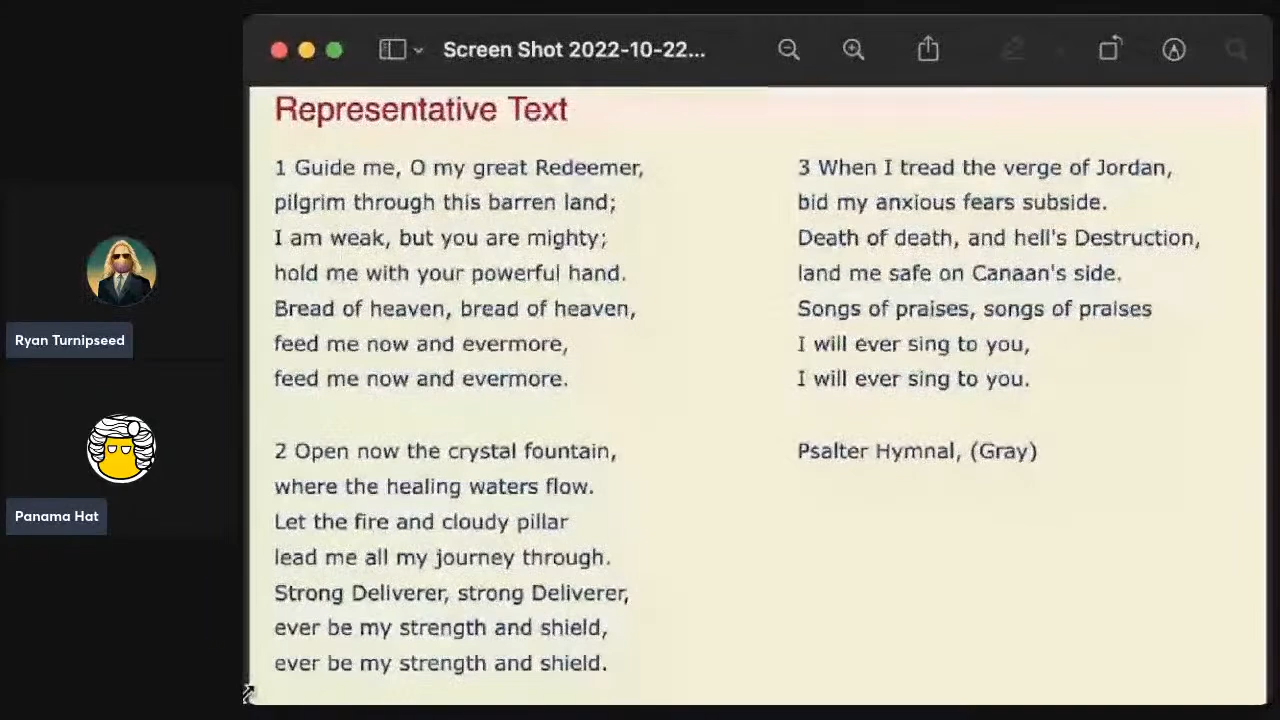 Screen Shot 2022-10-22...
Representative Text
1 Guide me, O my great Redeemer,
pilgrim through this barren land;
I am weak, but you are mighty;
hold me with your powerful hand.
Bread of heaven, bread of heaven,
feed me now and evermore,
feed me now and evermore.
2 Open now the crystal fountain,
where the healing waters flow.
Let the fire and cloudy pillar
lead me all my journey through.
Strong Deliverer, strong Deliverer,
ever be my strength and shield,
ever be my strength and shield.
3 When I tread the verge of Jordan,
bid my anxious fears subside.
Death of death, and hell's Destruction,
land me safe on Canaan's side.
Songs of praises, songs of praises
I will ever sing to you,
I will ever sing to you.
Psalter Hymnal, (Gray)
Ryan Turnipseed
Panama Hat